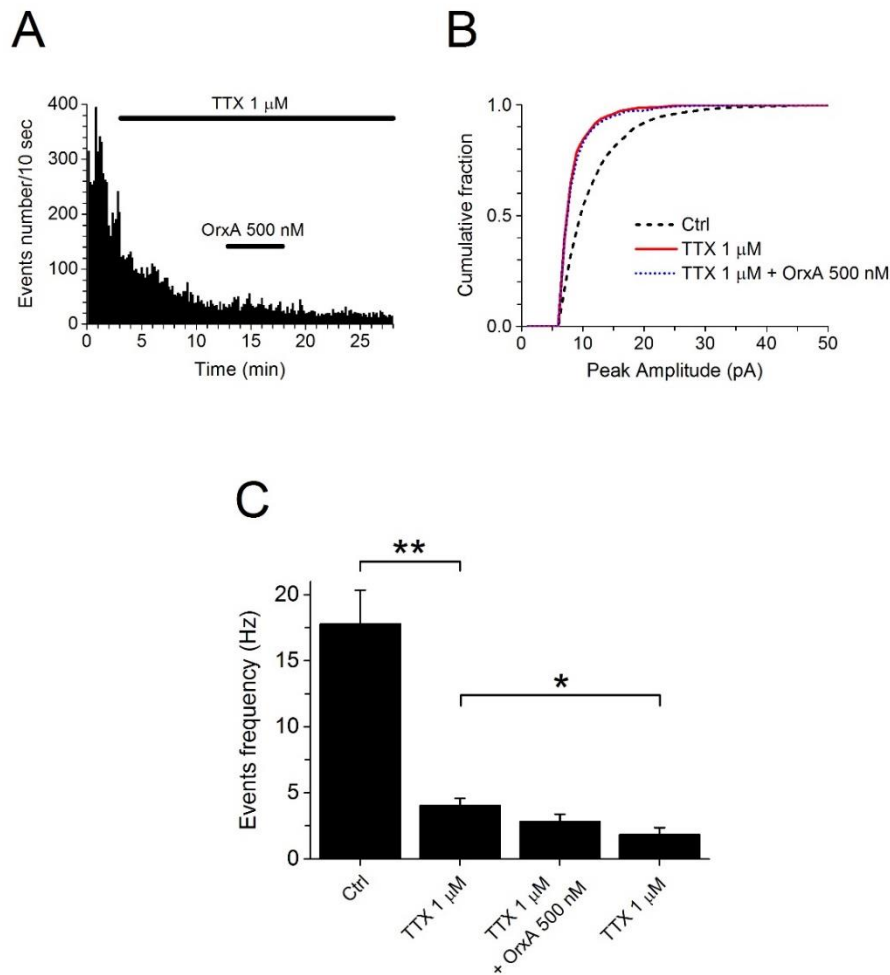 A
TTX 1 μM
OrxA 500 nM
400
300
200
100
0
Events number/10 sec
0 5 10 15 20 25
Time (min)
B
1.0
0.5
0.0
Cumulative fraction
Ctrl
TTX 1 μM
TTX 1 μM + OrxA 500 nM
0 10 20 30 40 50
Peak Amplitude (pA)
C
**
*
20
15
10
5
0
Events frequency (Hz)
Ctrl
TTX 1 μM
TTX 1 μM
+ OrxA 500 nM
TTX 1 μM